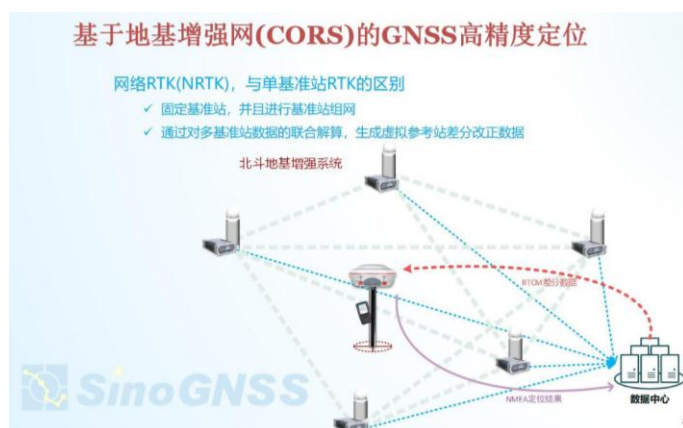 基于地基增强网(CORS)的GNSS高精度定位
网络RTK(NRTK)，与单基准站RTK的区别
✓ 固定基准站，并且进行基准站组网
✓ 通过对多基准站数据的联合解算，生成虚拟参考站差分改正数据
北斗地基增强系统
RTCM差分数据
SinoGNSS
NMEA定位结果
数据中心